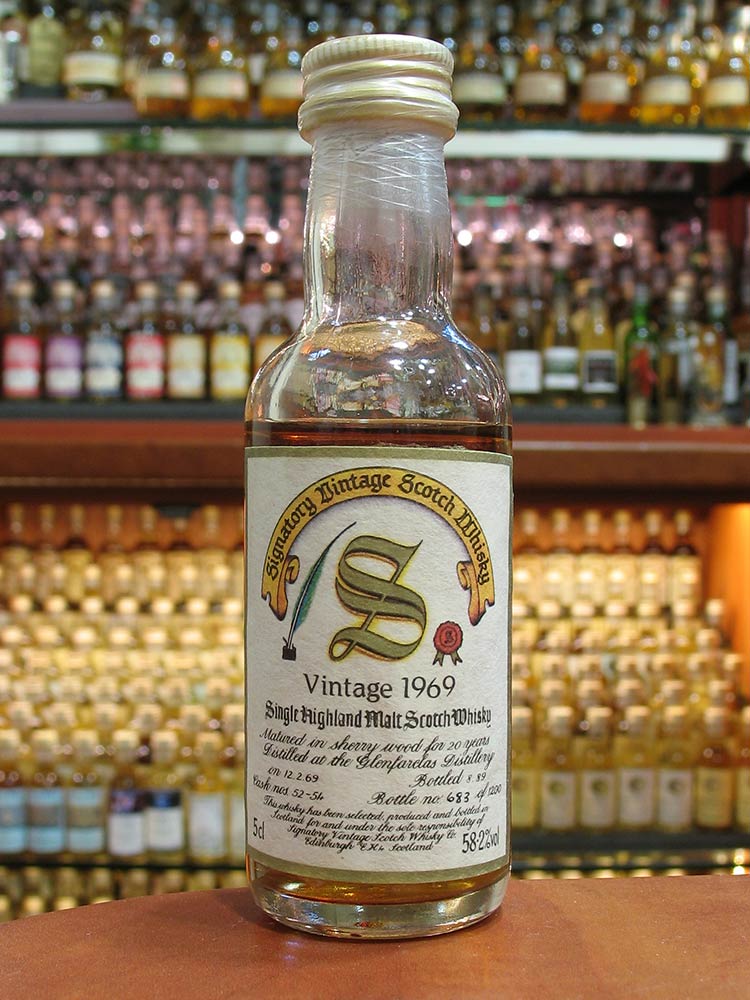 Signatory Vintage Scotch Whisky
S
Vintage 1969
Single Highland Malt Scotch Whisky
Matured in sherry wood for 20 years
Distilled at the Glenfarclas Distillery
on 12.2.69 Bottled 8.89
Cask nos 52-54 Bottle no: 683 of 1200
This whisky has been selected, produced and bottled in
Scotland for and under the sole responsibility of
Signatory Vintage Scotch Whisky Co.
5cl Edinburgh EH6 Scotland 58·2%vol